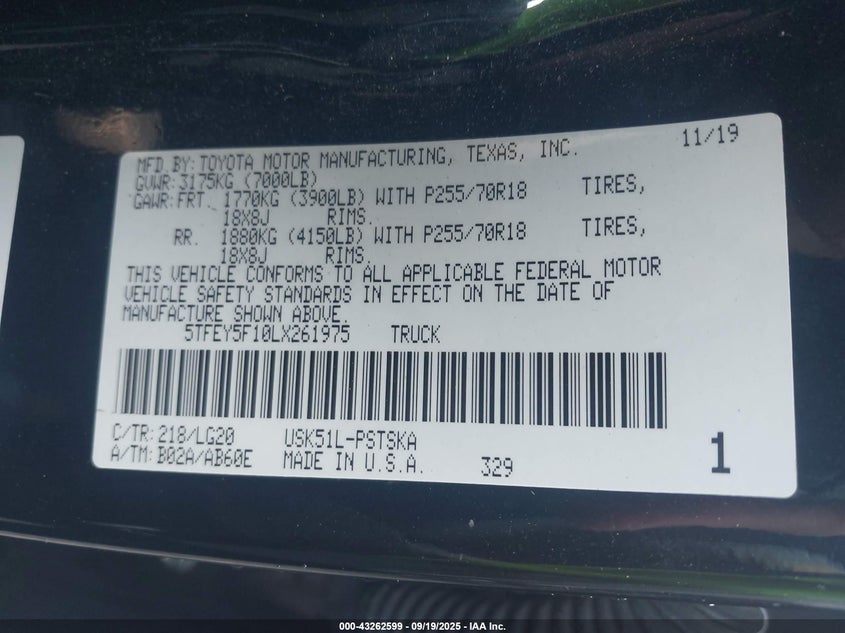 MFD BY: TOYOTA MOTOR MANUFACTURING, TEXAS, INC. 11/19
GVWR: 3175KG (7000LB)
GAWR: FRT. 1770KG (3900LB) WITH P255/70R18 TIRES,
18X8J RIMS.
RR. 1880KG (4150LB) WITH P255/70R18 TIRES,
18X8J RIMS.
THIS VEHICLE CONFORMS TO ALL APPLICABLE FEDERAL MOTOR
VEHICLE SAFETY STANDARDS IN EFFECT ON THE DATE OF
MANUFACTURE SHOWN ABOVE.
5TFEY5F10LX261975 TRUCK
C/TR: 218/LG20 USK51L-PSTSKA
A/TM: B02A/AB60E MADE IN U.S.A. 329 1
000-43262599 - 09/19/2025 - IAA Inc.